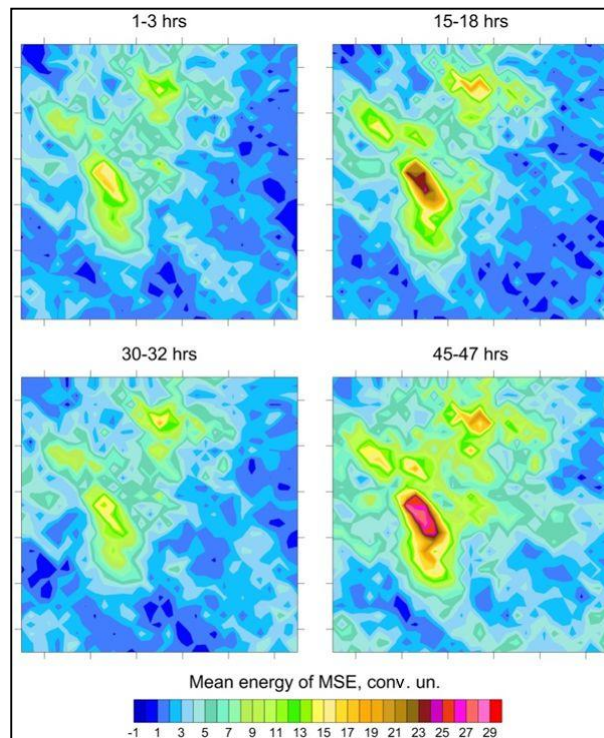 1-3 hrs
15-18 hrs
30-32 hrs
45-47 hrs
Mean energy of MSE, conv. un.
-1 1 3 5 7 9 11 13 15 17 19 21 23 25 27 29